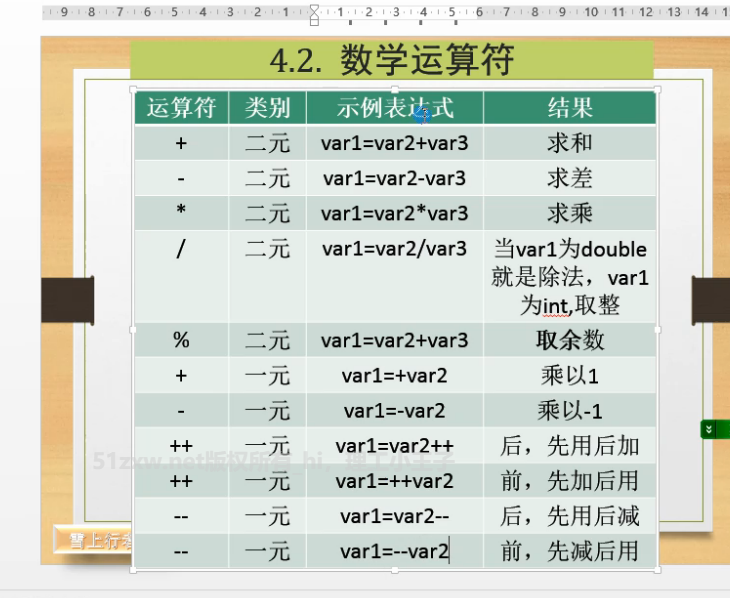 9 8 7 6 5 4 3 2 1 1 2 3 4 5 6 7 8 9 10 11 12 13 14
4.2. 数学运算符
运算符 类别 示例表达式 结果
+ 二元 var1=var2+var3 求和
- 二元 var1=var2-var3 求差
* 二元 var1=var2*var3 求乘
/ 二元 var1=var2/var3 当var1为double
就是除法，var1
为int,取整
% 二元 var1=var2+var3 取余数
+ 一元 var1=+var2 乘以1
- 一元 var1=-var2 乘以-1
++ 一元 var1=var2++ 后，先用后加
51zxw.net版权所有
++ 一元 var1=++var2 前，先加后用
-- 一元 var1=var2-- 后，先用后减
雪上行者
-- 一元 var1=--var2 前，先减后用